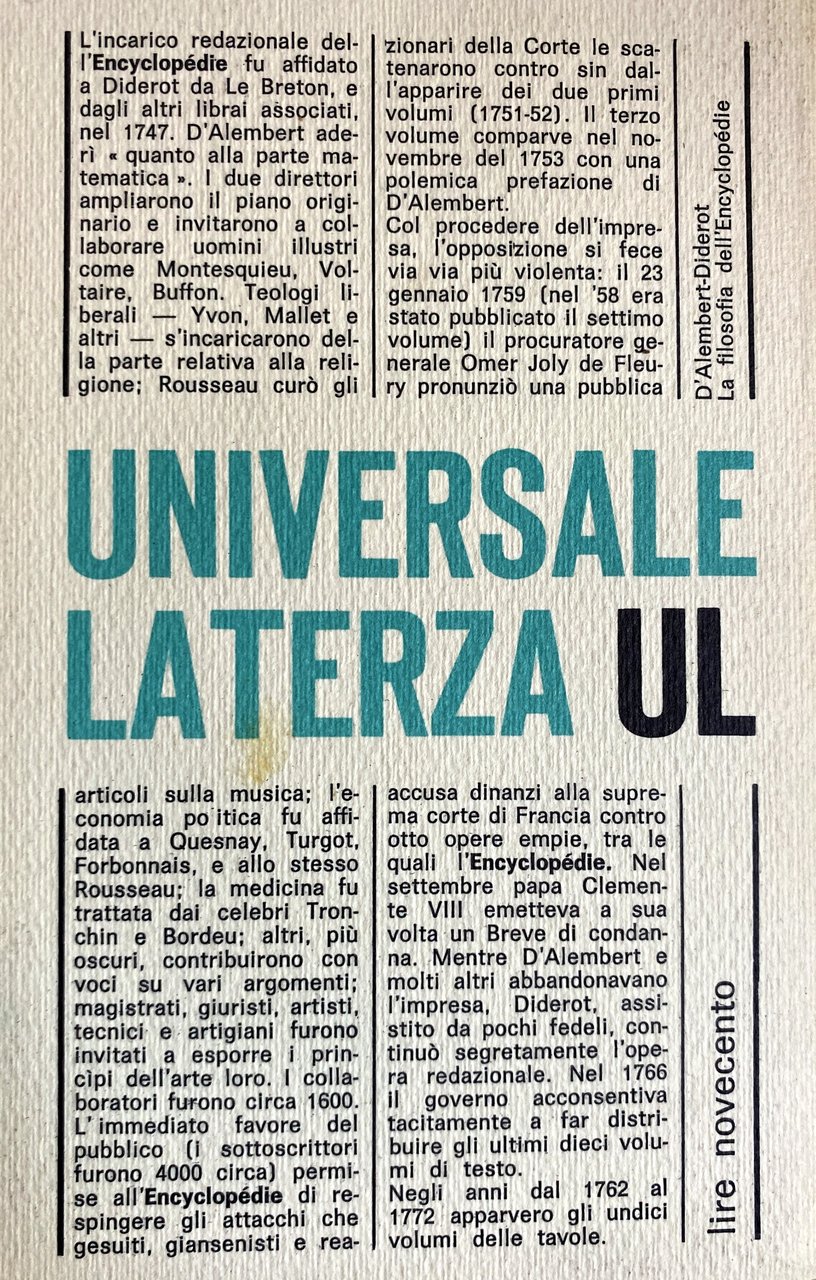 L'incarico redazionale del-
l'Encyclopédie fu affidato
a Diderot da Le Breton, e
dagli altri librai associati,
nel 1747. D'Alembert ade-
rì « quanto alla parte ma-
tematica ». I due direttori
ampliarono il piano origi-
nario e invitarono a col-
laborare uomini illustri
come Montesquieu, Vol-
taire, Buffon. Teologi li-
berali — Yvon, Mallet e
altri — s'incaricarono del-
la parte relativa alla reli-
gione; Rousseau curò gli
articoli sulla musica; l'e-
conomia po itica fu affi-
data a Quesnay, Turgot,
Forbonnais, e allo stesso
Rousseau; la medicina fu
trattata dai celebri Tron-
chin e Bordeu; altri, più
oscuri, contribuirono con
voci su vari argomenti;
magistrati, giuristi, artisti,
tecnici e artigiani furono
invitati a esporre i prin-
cìpi dell'arte loro. I colla-
boratori furono circa 1600.
L'immediato favore del
pubblico (i sottoscrittori
furono 4000 circa) permi-
se all'Encyclopédie di re-
spingere gli attacchi che
gesuiti, giansenisti e rea-
zionari della Corte le sca-
tenarono contro sin dal-
l'apparire dei due primi
volumi (1751-52). Il terzo
volume comparve nel no-
vembre del 1753 con una
polemica prefazione di
D'Alembert.
Col procedere dell'impre-
sa, l'opposizione si fece
via via più violenta: il 23
gennaio 1759 (nel '58 era
stato pubblicato il settimo
volume) il procuratore ge-
nerale Omer Joly de Fleu-
ry pronunziò una pubblica
accusa dinanzi alla supre-
ma corte di Francia contro
otto opere empie, tra le
quali l'Encyclopédie. Nel
settembre papa Clemen-
te VIII emetteva a sua
volta un Breve di condan-
na. Mentre D'Alembert e
molti altri abbandonavano
l'impresa, Diderot, assi-
stito da pochi fedeli, con-
tinuò segretamente l'ope-
ra redazionale. Nel 1766
il governo acconsentiva
tacitamente a far distri-
buire gli ultimi dieci volu-
mi di testo.
Negli anni dal 1762 al
1772 apparvero gli undici
volumi delle tavole.
D'Alembert-Diderot
La filosofia dell'Encyclopédie
UNIVERSALE
LATERZA UL
lire novecento